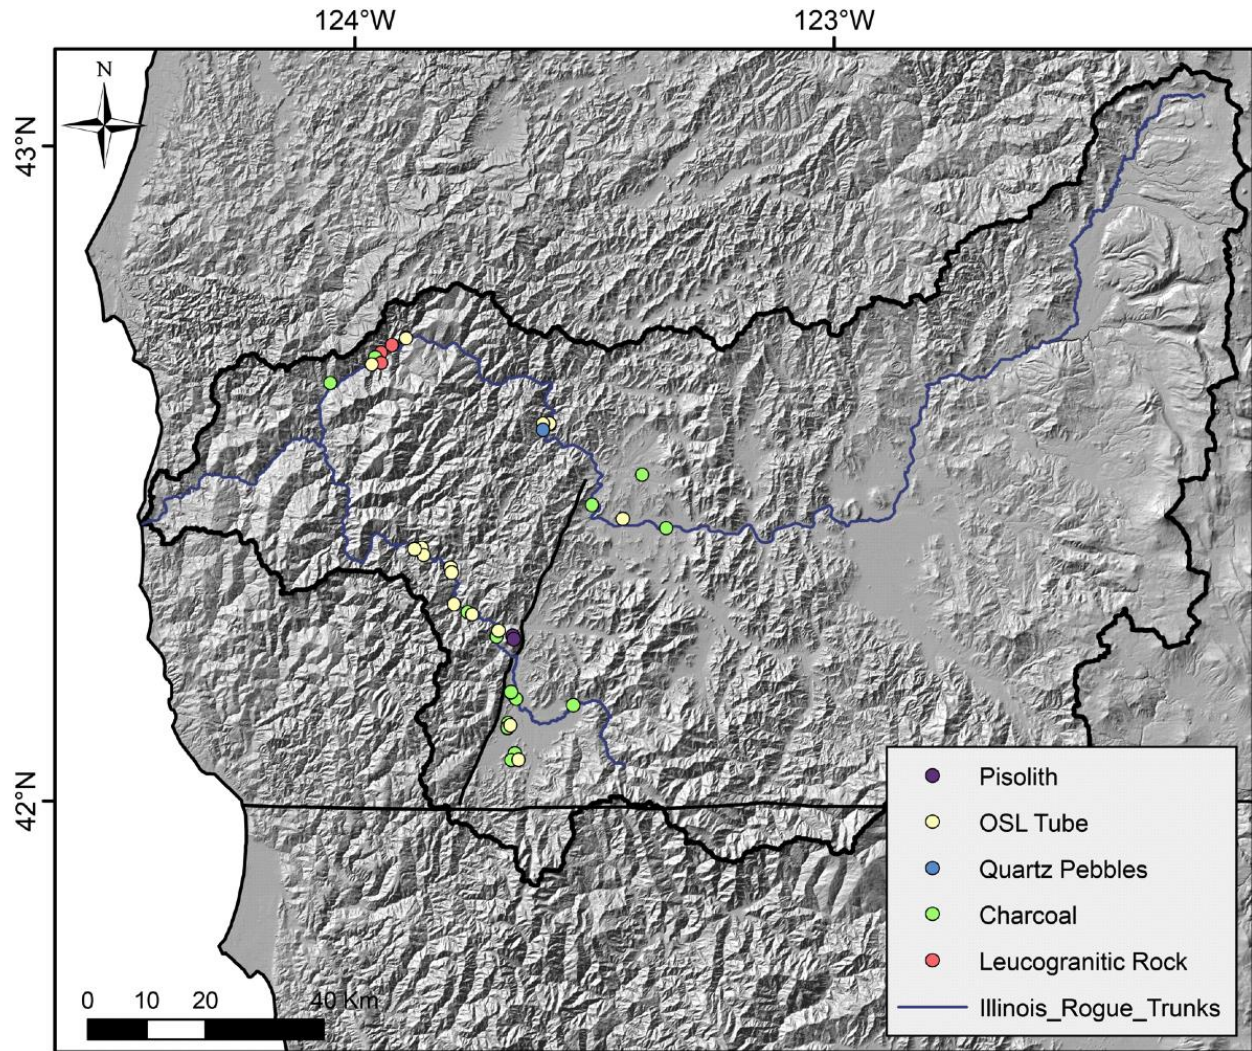 124°W 123°W
N
43°N
42°N
Pisolith
OSL Tube
Quartz Pebbles
Charcoal
Leucogranitic Rock
Illinois_Rogue_Trunks
0 10 20 40 Km